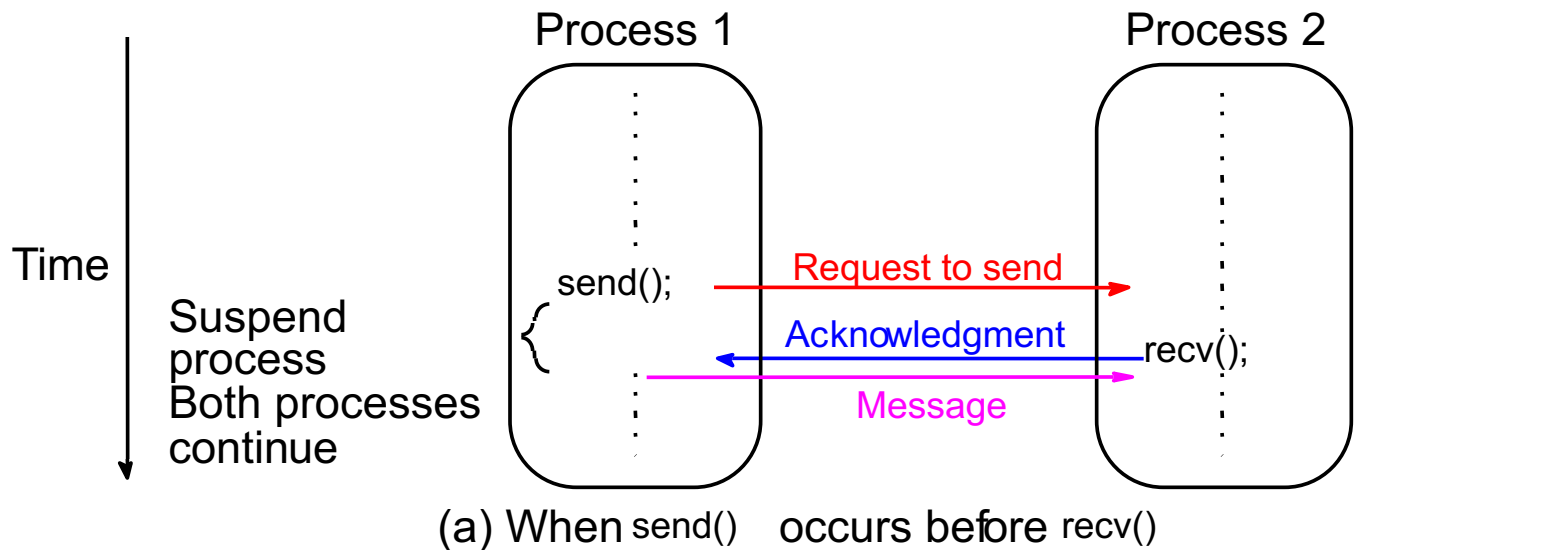 Process 1
Process 2
Time
send();
Request to send
Suspend
process
Acknowledgment
recv();
Both processes
continue
Message
(a) When send() occurs before recv()